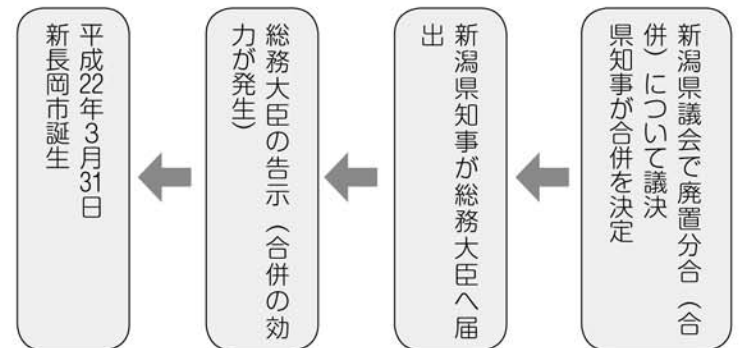 新潟県議会で廃置分合（合
併）について議決
県知事が合併を決定
新潟県知事が総務大臣へ届
出
総務大臣の告示（合併の効
力が発生）
平成22年3月31日
新長岡市誕生